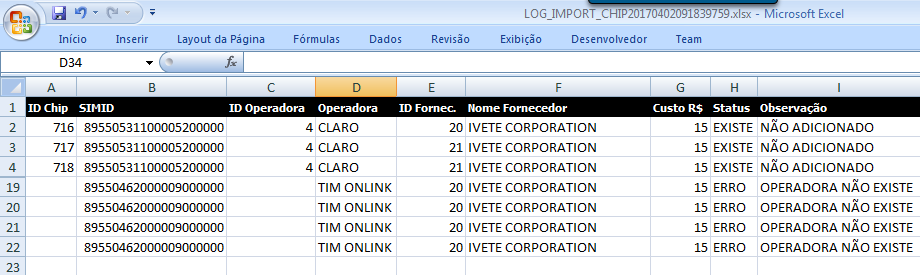 LOG_IMPORT_CHIP20170402091839759.xlsx - Microsoft Excel
Início Inserir Layout da Página Fórmulas Dados Revisão Exibição Desenvolvedor Team
D34 fx
A B C D E F G H I
1 ID Chip SIMID ID Operadora Operadora ID Fornec. Nome Fornecedor Custo R$ Status Observação
2 716 89550531100005200000 4 CLARO 20 IVETE CORPORATION 15 EXISTE NÃO ADICIONADO
3 717 89550531100005200000 4 CLARO 21 IVETE CORPORATION 15 EXISTE NÃO ADICIONADO
4 718 89550531100005200000 4 CLARO 21 IVETE CORPORATION 15 EXISTE NÃO ADICIONADO
19 89550462000009000000 TIM ONLINK 20 IVETE CORPORATION 15 ERRO OPERADORA NÃO EXISTE
20 89550462000009000000 TIM ONLINK 20 IVETE CORPORATION 15 ERRO OPERADORA NÃO EXISTE
21 89550462000009000000 TIM ONLINK 20 IVETE CORPORATION 15 ERRO OPERADORA NÃO EXISTE
22 89550462000009000000 TIM ONLINK 20 IVETE CORPORATION 15 ERRO OPERADORA NÃO EXISTE
23